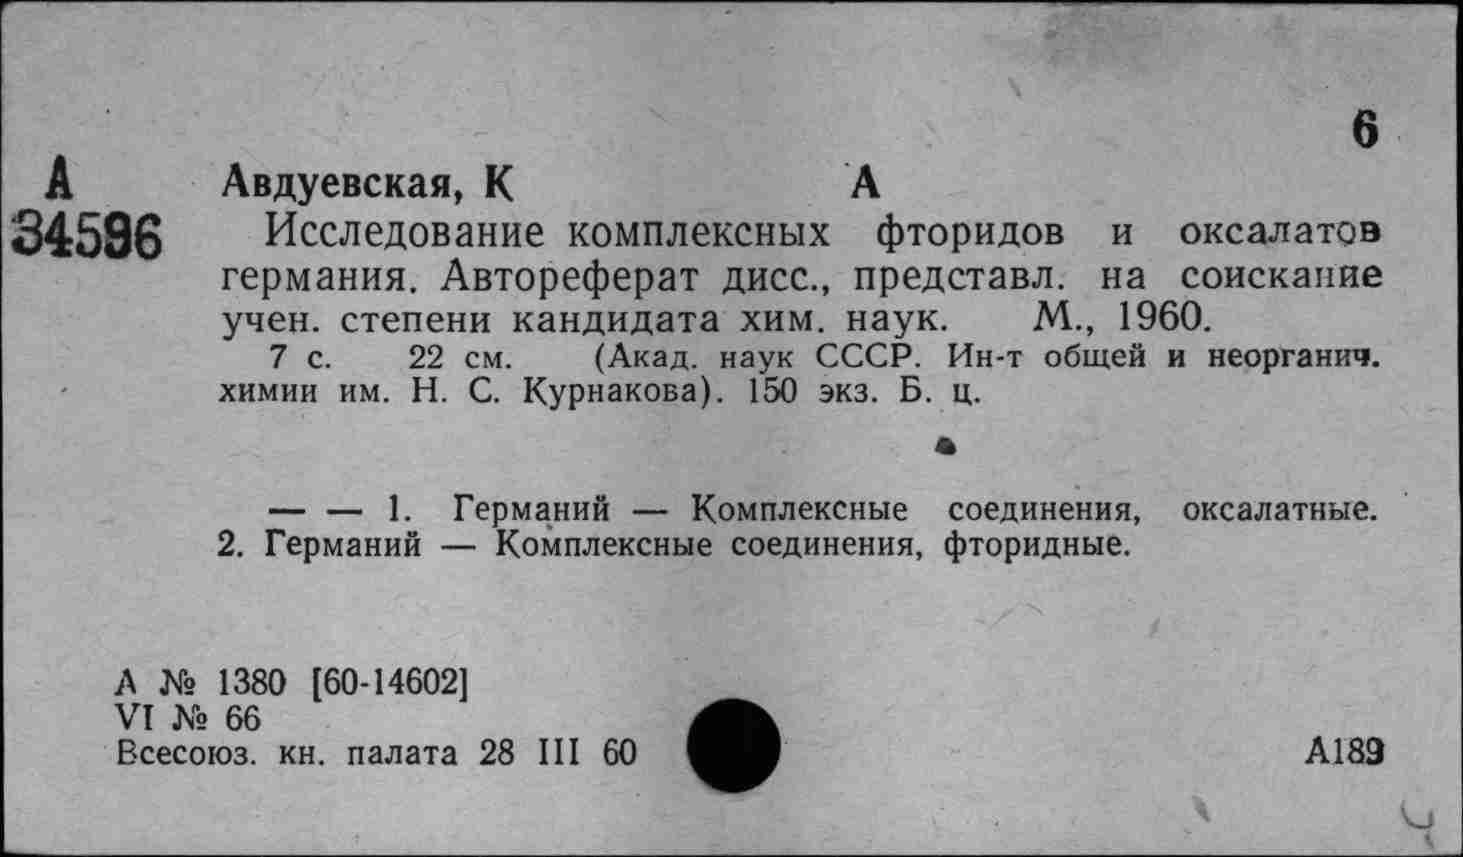 6
А Авдуевская, К А
34596 Исследование комплексных фторидов и оксалатов
германия. Автореферат дисс., представл. на соискание
учен. степени кандидата хим. наук. М., 1960.
7 с. 22 см. (Акад. наук СССР. Ин-т общей и неорганич.
химии им. Н. С. Курнакова). 150 экз. Б. ц.
— — 1. Германий — Комплексные соединения, оксалатные.
2. Германий — Комплексные соединения, фторидные.
А № 1380 [60-14602]
VI № 66
Всесоюз. кн. палата 28 III 60 А189